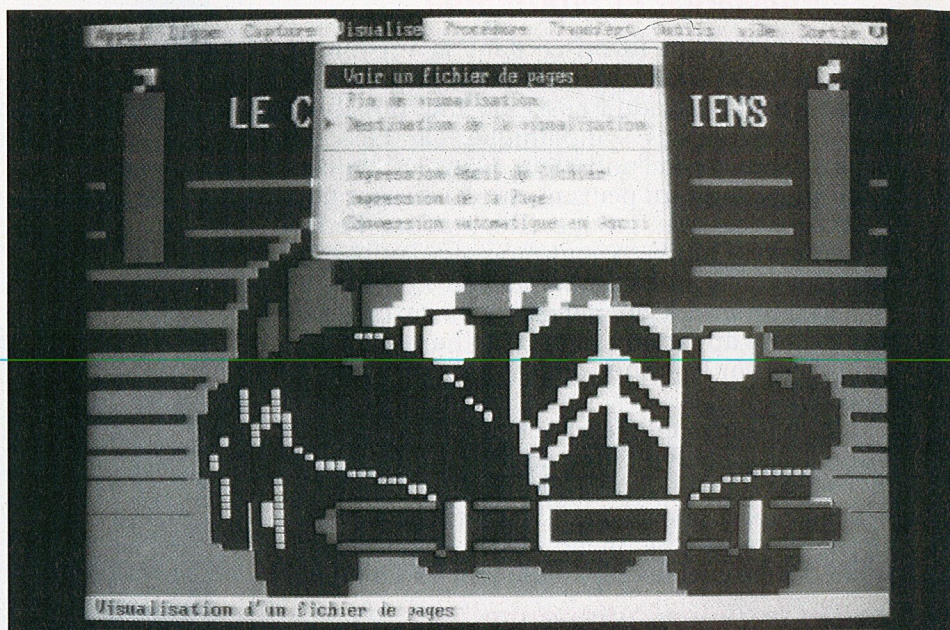 Appel Ligne Capture Visualise Procédure Transfert Outils aIDe Sortie
Voir un fichier de pages
Fin de visualisation
Destination de la visualisation
Impression Ascii du Fichier
Impression de la Page
Conversion automatique en Ascii
LE C IENS
Visualisation d'un fichier de pages